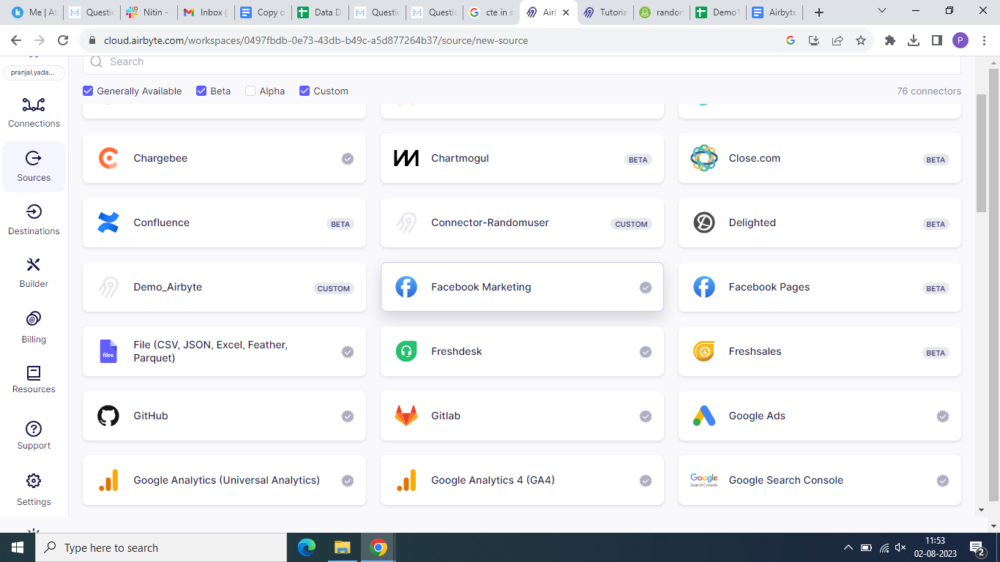 Me | At
Questio
Nitin -
Inbox (
Copy o
Data D
Questio
Questio
cte in s
Airl
Tutoria
randon
Demo1
Airbyte
cloud.airbyte.com/workspaces/0497fbdb-0e73-43db-b49c-a5d877264b37/source/new-source
P
pranjal.yada...
Search
Generally Available
Beta
Alpha
Custom
76 connectors
Connections
Sources
Destinations
Builder
Billing
Resources
Support
Settings
Chargebee
Chartmogul
BETA
Close.com
BETA
Confluence
BETA
Connector-Randomuser
CUSTOM
Delighted
BETA
Demo_Airbyte
CUSTOM
Facebook Marketing
Facebook Pages
BETA
files
File (CSV, JSON, Excel, Feather,
Parquet)
Freshdesk
Freshsales
BETA
GitHub
Gitlab
Google Ads
Google Analytics (Universal Analytics)
Google Analytics 4 (GA4)
Google
Search Console
Google Search Console
Type here to search
11:53
02-08-2023
2